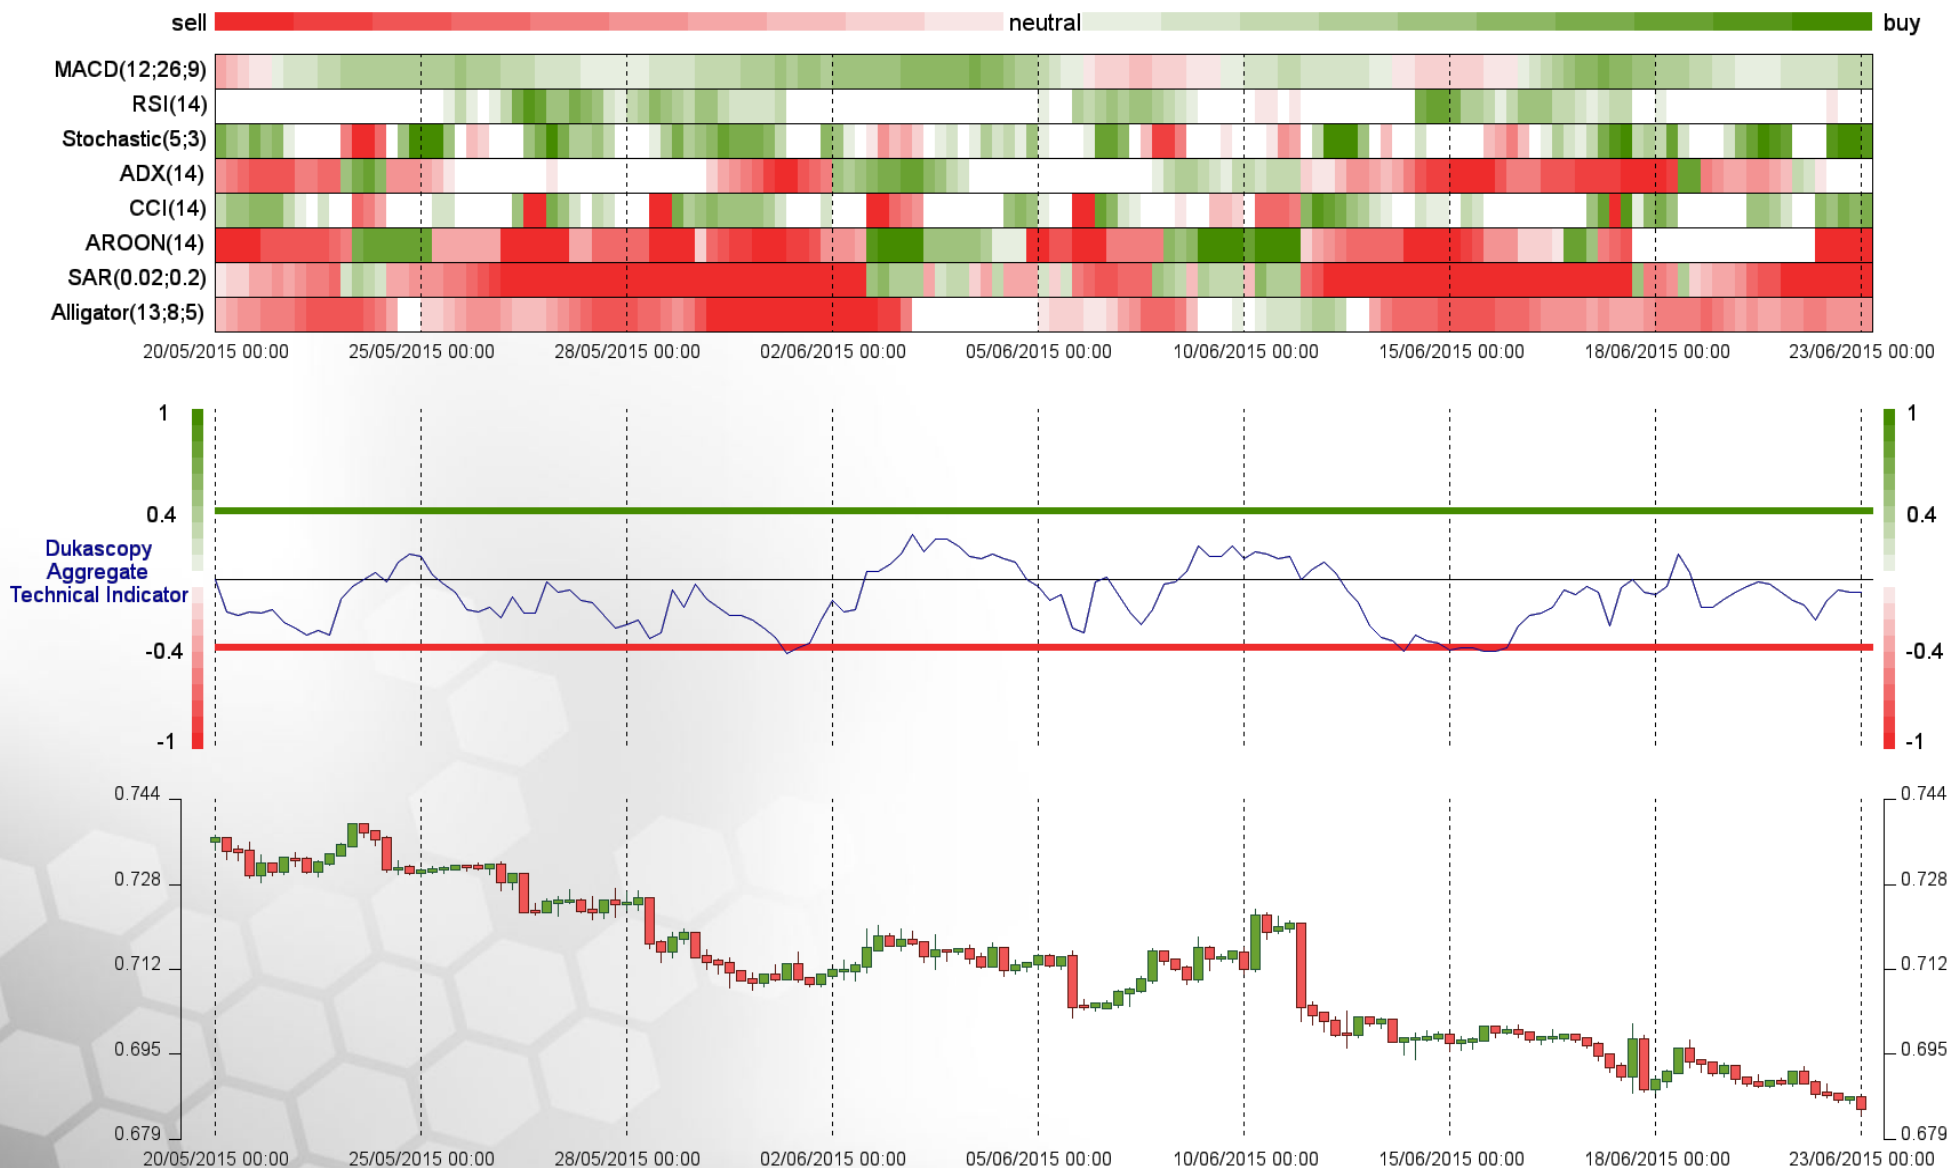 sell neutral buy
MACD(12;26;9)
RSI(14)
Stochastic(5;3)
ADX(14)
CCI(14)
AROON(14)
SAR(0.02;0.2)
Alligator(13;8;5)
20/05/2015 00:00 25/05/2015 00:00 28/05/2015 00:00 02/06/2015 00:00 05/06/2015 00:00 10/06/2015 00:00 15/06/2015 00:00 18/06/2015 00:00 23/06/2015 00:00
1 1
0.4 0.4
Dukascopy
Aggregate
Technical Indicator
-0.4 -0.4
-1 -1
0.744 0.744
0.728 0.728
0.712 0.712
0.695 0.695
0.679 0.679
20/05/2015 00:00 25/05/2015 00:00 28/05/2015 00:00 02/06/2015 00:00 05/06/2015 00:00 10/06/2015 00:00 15/06/2015 00:00 18/06/2015 00:00 23/06/2015 00:00